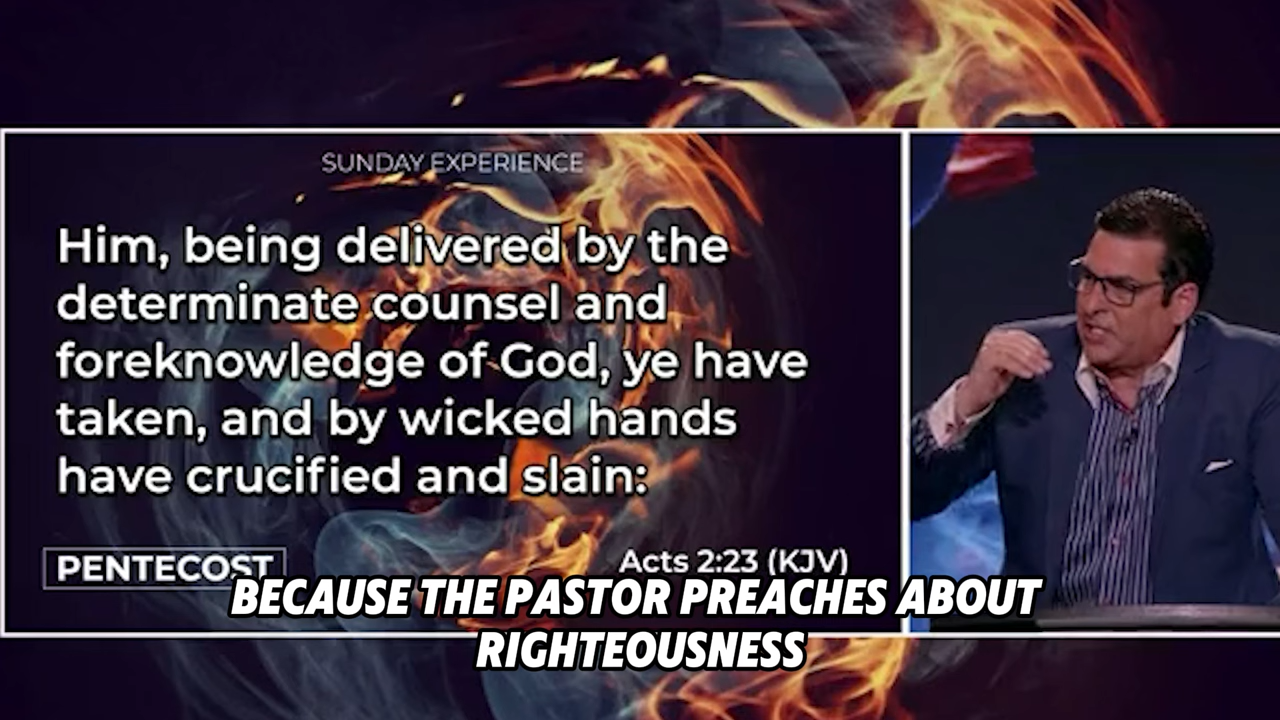 SUNDAY EXPERIENCE
Him, being delivered by the
determinate counsel and
foreknowledge of God, ye have
taken, and by wicked hands
have crucified and slain:
PENTECOST
Acts 2:23 (KJV)
BECAUSE THE PASTOR PREACHES ABOUT
RIGHTEOUSNESS